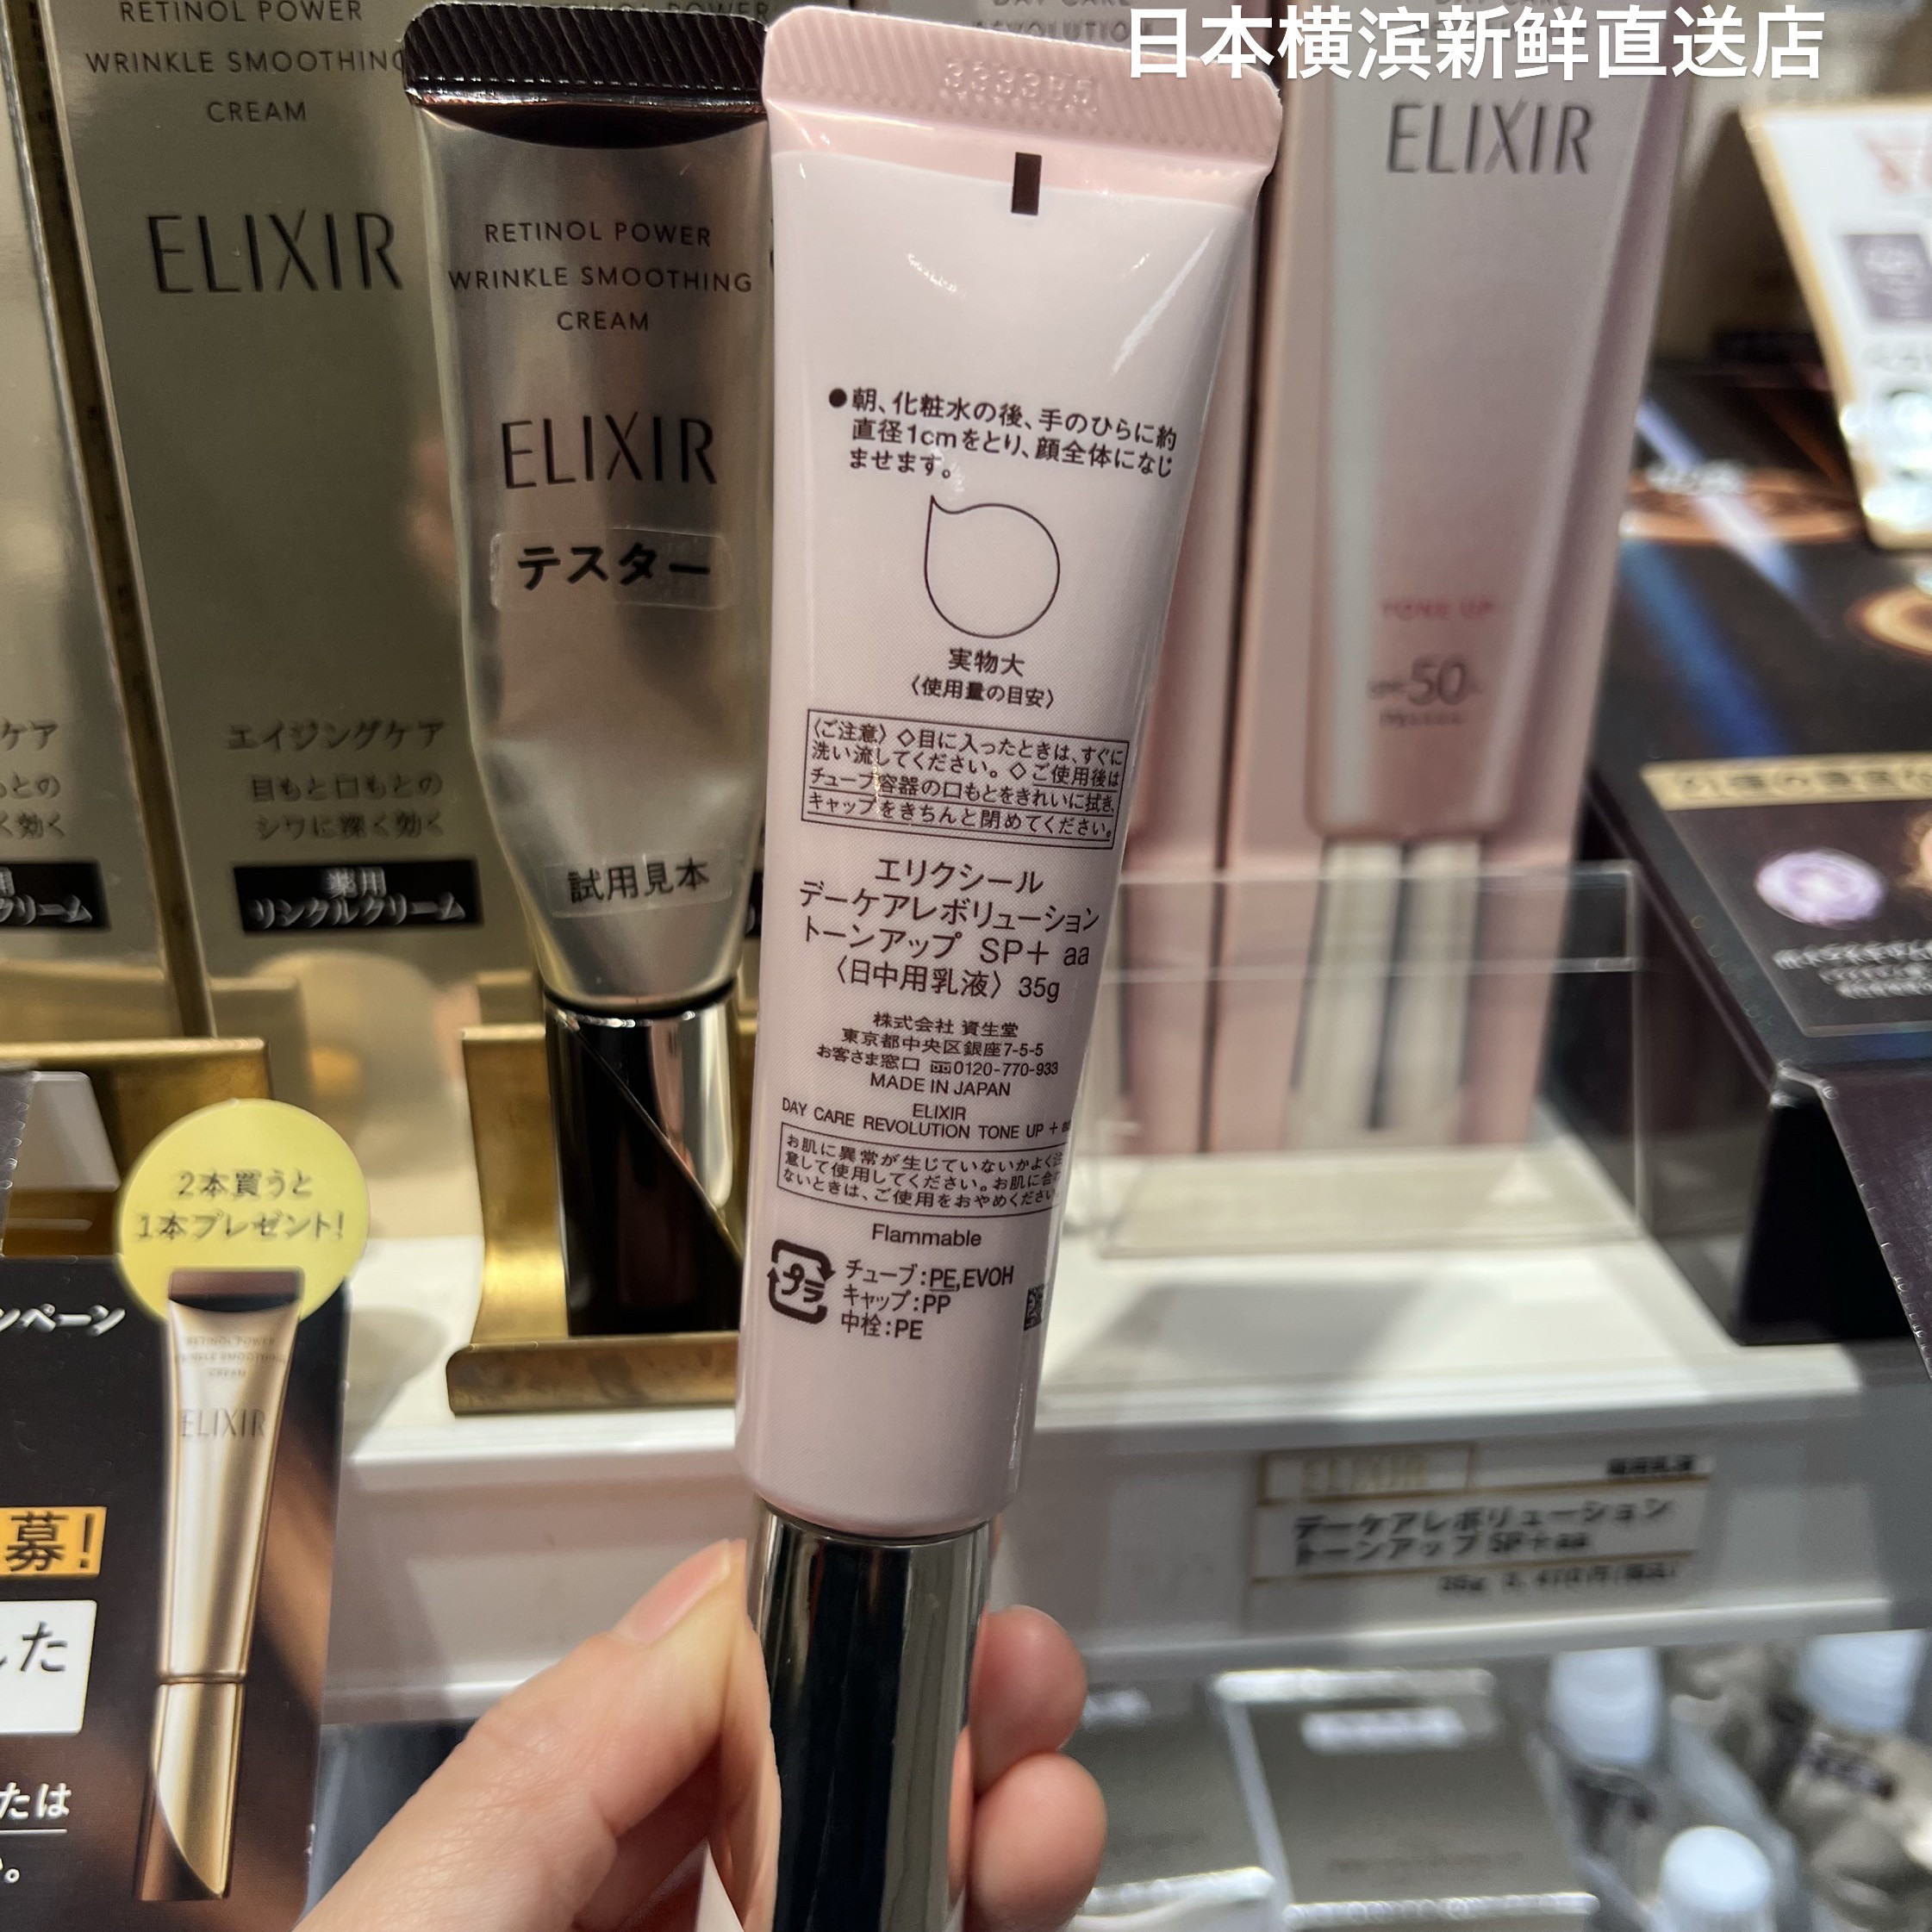 日本横滨新鲜直送店
RETINOL POWER
WRINKLE SMOOTHING
CREAM
ELIXIR
エイジングケア
目もと口もとの
シワに深く効く
薬用
リンクルクリーム
RETINOL POWER
WRINKLE SMOOTHING
CREAM
ELIXIR
テスター
試用見本
●朝、化粧水の後、手のひらに約
直径1cmをとり、顔全体になじ
ませます。
実物大
〈使用量の目安〉
〈ご注意〉◇目に入ったときは、すぐに
洗い流してください。◇ご使用後は
チューブ容器の口もとをきれいに拭き、
キャップをきちんと閉めてください。
エリクシール
デーケアレボリューション
トーンアップ SP+ aa
〈日中用乳液〉 35g
株式会社 資生堂
東京都中央区銀座7-5-5
お客さま窓口 0120-770-933
MADE IN JAPAN
ELIXIR
DAY CARE REVOLUTION TONE UP +
お肌に異常が生じていないかよく注
意して使用してください。お肌に合わ
ないときは、ご使用をおやめください
Flammable
プラ
チューブ:PE,EVOH
キャップ:PP
中栓:PE
ELIXIR
TONE UP
50
2本買うと
1本プレゼント!
ンペーン
RETINOL POWER
WRINKLE SMOOTHING
CREAM
ELIXIR
募!
した
たは
ELIXIR
デーケアレボリューション
トーンアップ SP+aa